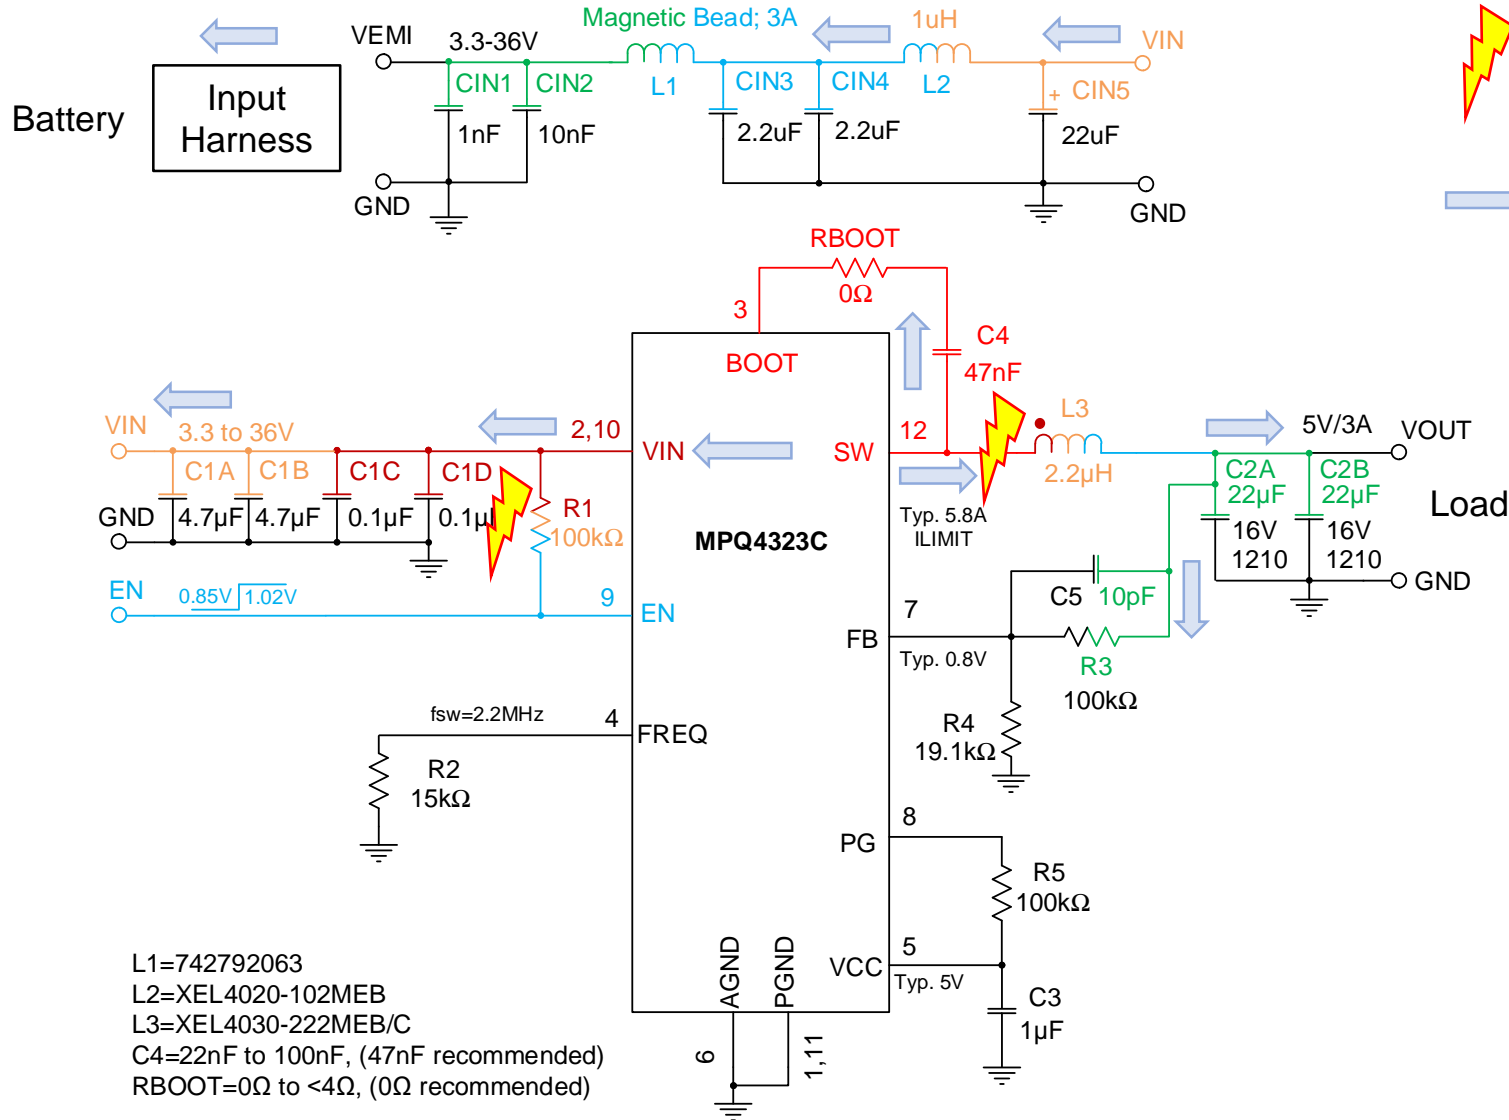 Magnetic Bead; 3A
1uH
VEMI
3.3-36V
VIN
Battery
Input
Harness
CIN1
CIN2
L1
CIN3
CIN4
L2
+ CIN5
1nF
10nF
2.2uF
2.2uF
22uF
GND
GND
RBOOT
0Ω
3
BOOT
C4
47nF
VIN
3.3 to 36V
2,10
VIN
SW
12
L3
2.2µH
5V/3A
VOUT
C1A
C1B
C1C
C1D
R1
100kΩ
GND
4.7µF
4.7µF
0.1µF
0.1µF
MPQ4323C
Typ. 5.8A
ILIMIT
C2A
22µF
C2B
22µF
16V
1210
16V
1210
Load
GND
EN
0.85V
1.02V
9
EN
C5
10pF
7
FB
Typ. 0.8V
R3
100kΩ
fsw=2.2MHz
4
FREQ
R2
15kΩ
R4
19.1kΩ
8
PG
R5
100kΩ
5
VCC
Typ. 5V
C3
1µF
AGND
PGND
6
1,11
L1=742792063
L2=XEL4020-102MEB
L3=XEL4030-222MEB/C
C4=22nF to 100nF, (47nF recommended)
RBOOT=0Ω to <4Ω, (0Ω recommended)